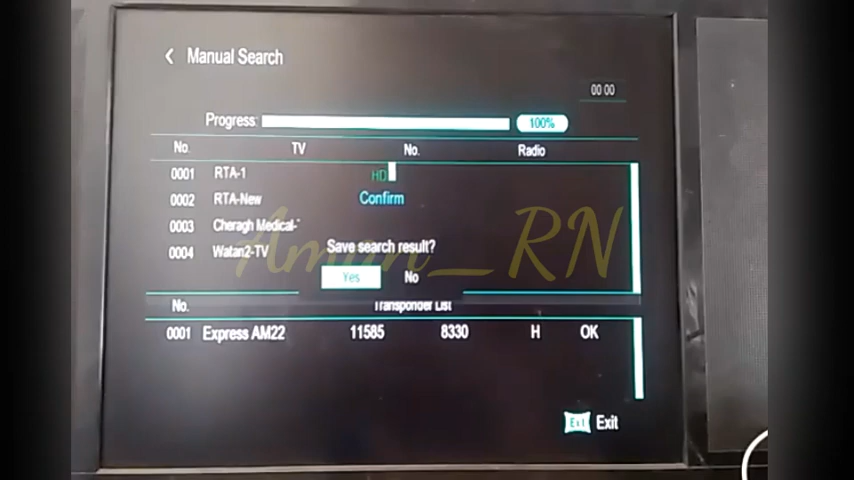 < Manual Search
00 00
Progress: 100%
No. TV No. Radio
0001 RTA-1 HD
0002 RTA-New
Confirm
0003 Cheragh Medical-T
0004 Watan2-TV
Save search result?
Yes No
Aman_RN
No. Transponder List
0001 Express AM22 11585 8330 H OK
Exit Exit